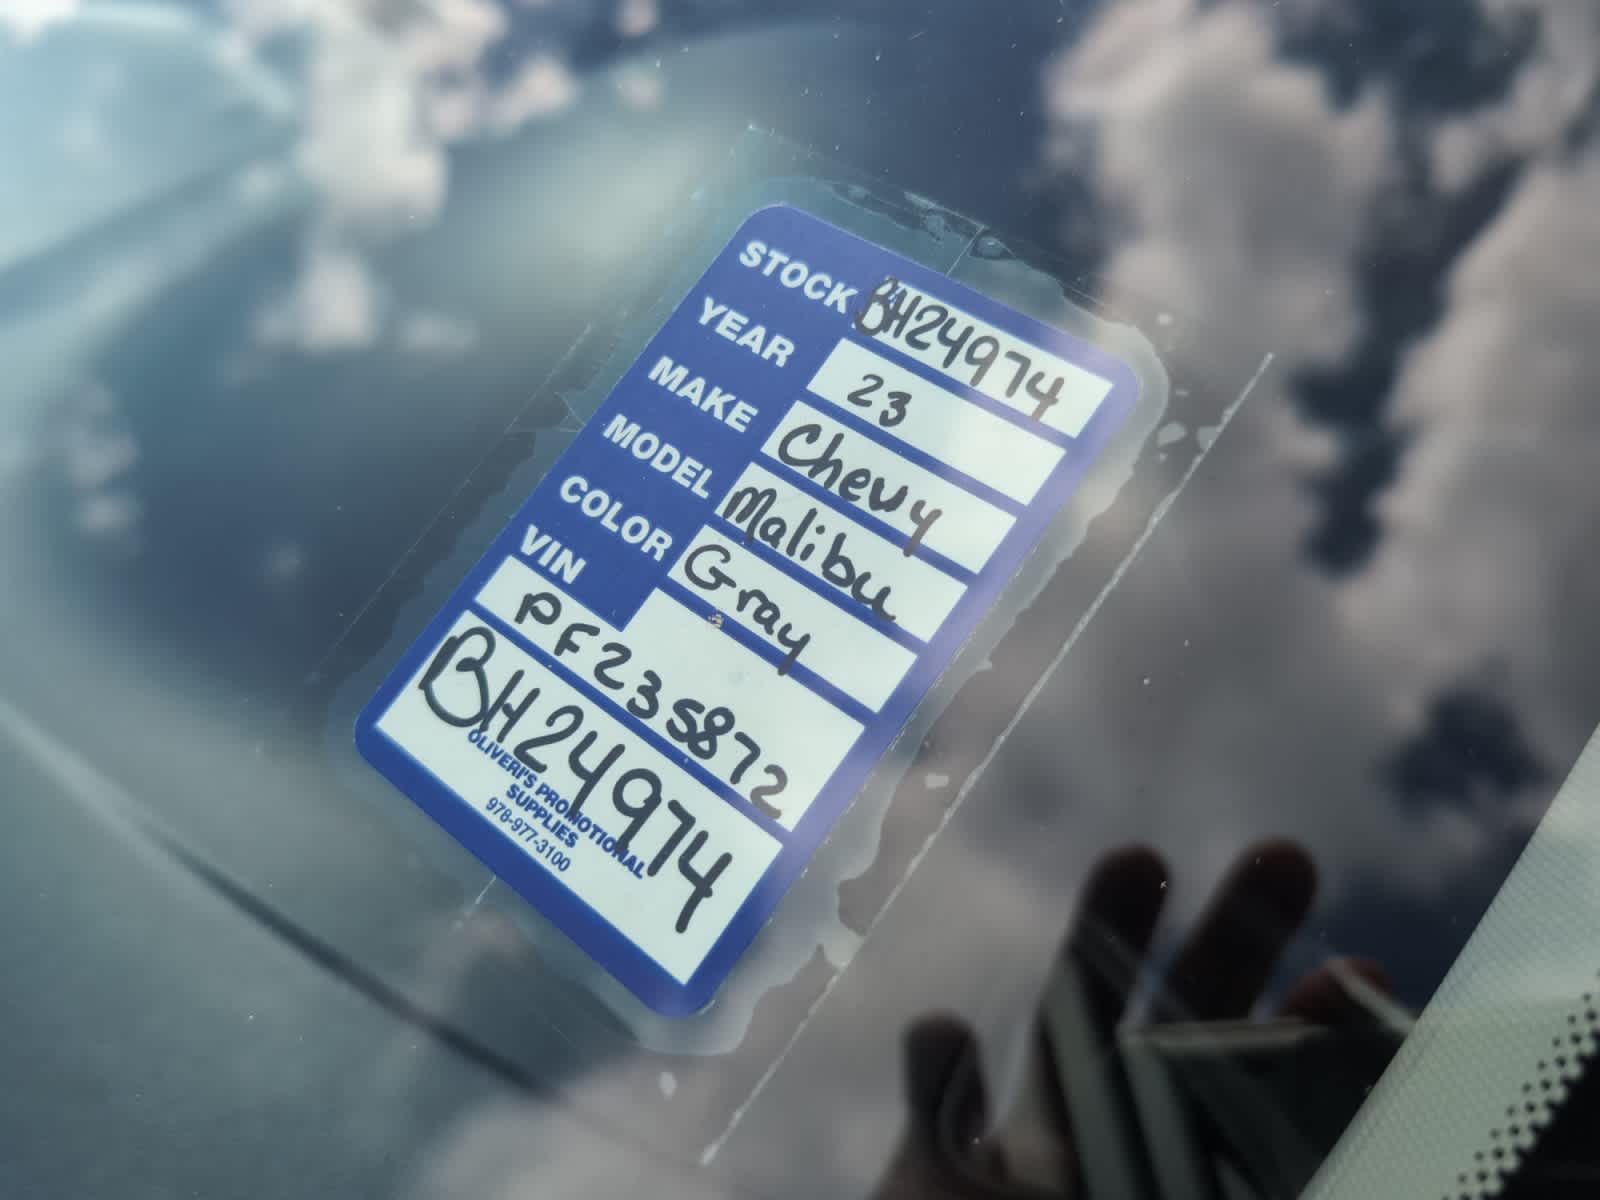 STOCK BH24974
YEAR 23
MAKE Chevy
MODEL Malibu
COLOR Gray
VIN
PF235872
BH24974
OLIVERI'S PROMOTIONAL
SUPPLIES
978-977-3100